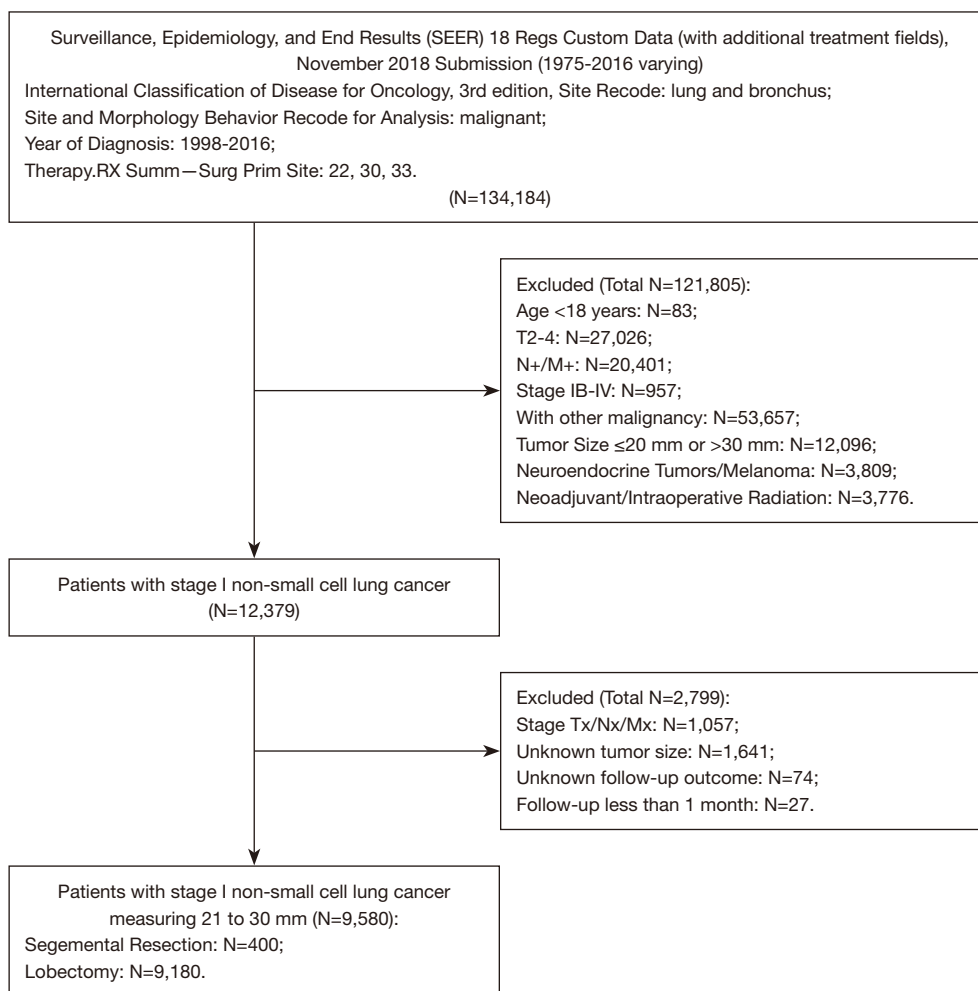 Surveillance, Epidemiology, and End Results (SEER) 18 Regs Custom Data (with additional treatment fields),
November 2018 Submission (1975-2016 varying)
International Classification of Disease for Oncology, 3rd edition, Site Recode: lung and bronchus;
Site and Morphology Behavior Recode for Analysis: malignant;
Year of Diagnosis: 1998-2016;
Therapy.RX Summ—Surg Prim Site: 22, 30, 33.
(N=134,184)
Excluded (Total N=121,805):
Age <18 years: N=83;
T2-4: N=27,026;
N+/M+: N=20,401;
Stage IB-IV: N=957;
With other malignancy: N=53,657;
Tumor Size ≤20 mm or >30 mm: N=12,096;
Neuroendocrine Tumors/Melanoma: N=3,809;
Neoadjuvant/Intraoperative Radiation: N=3,776.
Patients with stage I non-small cell lung cancer
(N=12,379)
Excluded (Total N=2,799):
Stage Tx/Nx/Mx: N=1,057;
Unknown tumor size: N=1,641;
Unknown follow-up outcome: N=74;
Follow-up less than 1 month: N=27.
Patients with stage I non-small cell lung cancer
measuring 21 to 30 mm (N=9,580):
Segemental Resection: N=400;
Lobectomy: N=9,180.